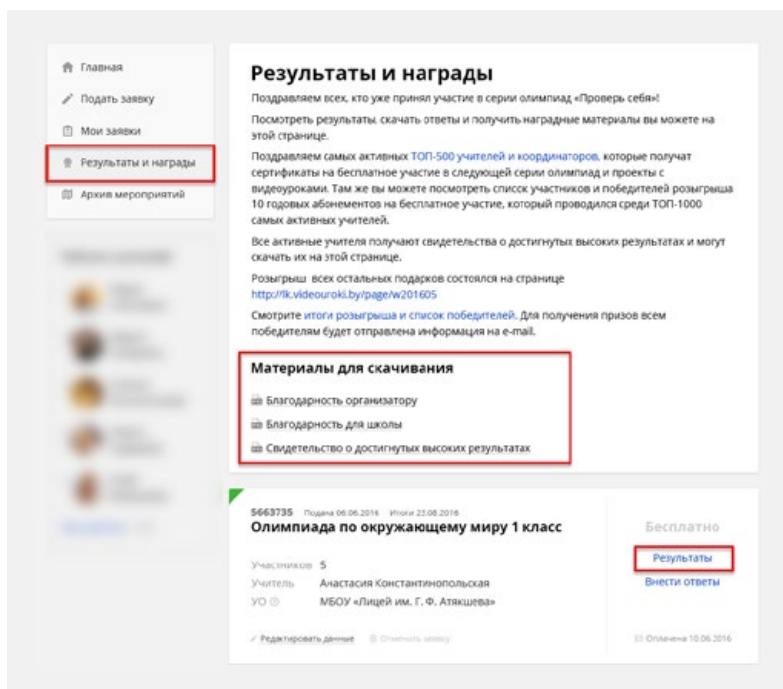 Главная
Подать заявку
Мои заявки
Результаты и награды
Архив мероприятий
Результаты и награды
Поздравляем всех, кто уже принял участие в серии олимпиад «Проверь себя»!
Посмотреть результаты, скачать ответы и получить наградные материалы вы можете на
этой странице.
Поздравляем самых активных ТОП-500 учителей и координаторов, которые получат
сертификаты на бесплатное участие в следующей серии олимпиад и проекты с
видеоуроками. Там же вы можете посмотреть список участников и победителей розыгрыша
10 годовых абонементов на бесплатное участие, который проводился среди ТОП-1000
самых активных учителей.
Все активные учителя получают свидетельства о достигнутых высоких результатах и могут
скачать их на этой странице.
Розыгрыш всех остальных подарков состоялся на странице
http://lk.videouroki.by/page/w201605
Смотрите итоги розыгрыша и список победителей. Для получения призов всем
победителям будет отправлена информация на e-mail.
Материалы для скачивания
Благодарность организатору
Благодарность для школы
Свидетельство о достигнутых высоких результатах
5663735 Подана 06.06.2016 Итоги 23.08.2016
Олимпиада по окружающему миру 1 класс
Бесплатно
Участников 5
Результаты
Учитель Анастасия Константинопольская
Внести ответы
УО МБОУ «Лицей им. Г. Ф. Атякшева»
Редактировать данные Отменить заявку Оплачена 10.06.2016